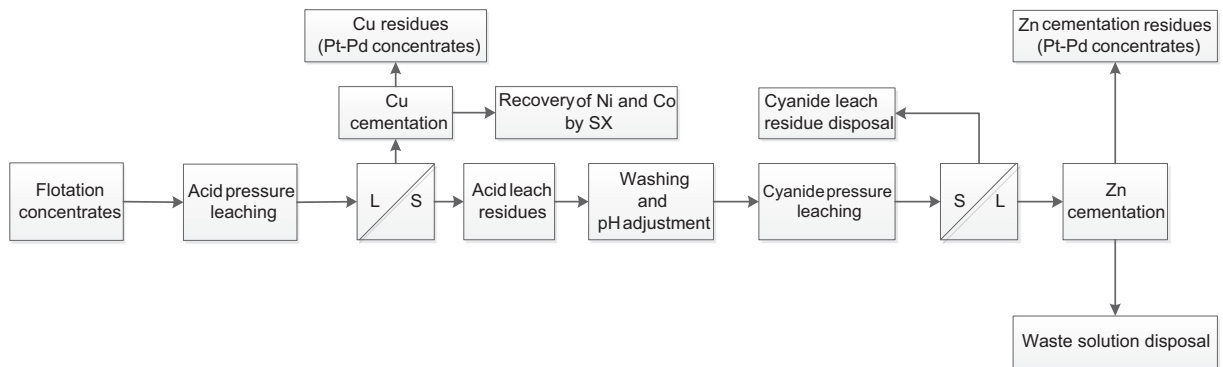 Cu residues
(Pt-Pd concentrates)
Zn cementation residues
(Pt-Pd concentrates)
Cu
cementation
Recovery of Ni and Co
by SX
Cyanide leach
residue disposal
Flotation
concentrates
Acid pressure
leaching
L
S
Acid leach
residues
Washing
and
pH adjustment
Cyanide pressure
leaching
S
L
Zn
cementation
Waste solution disposal